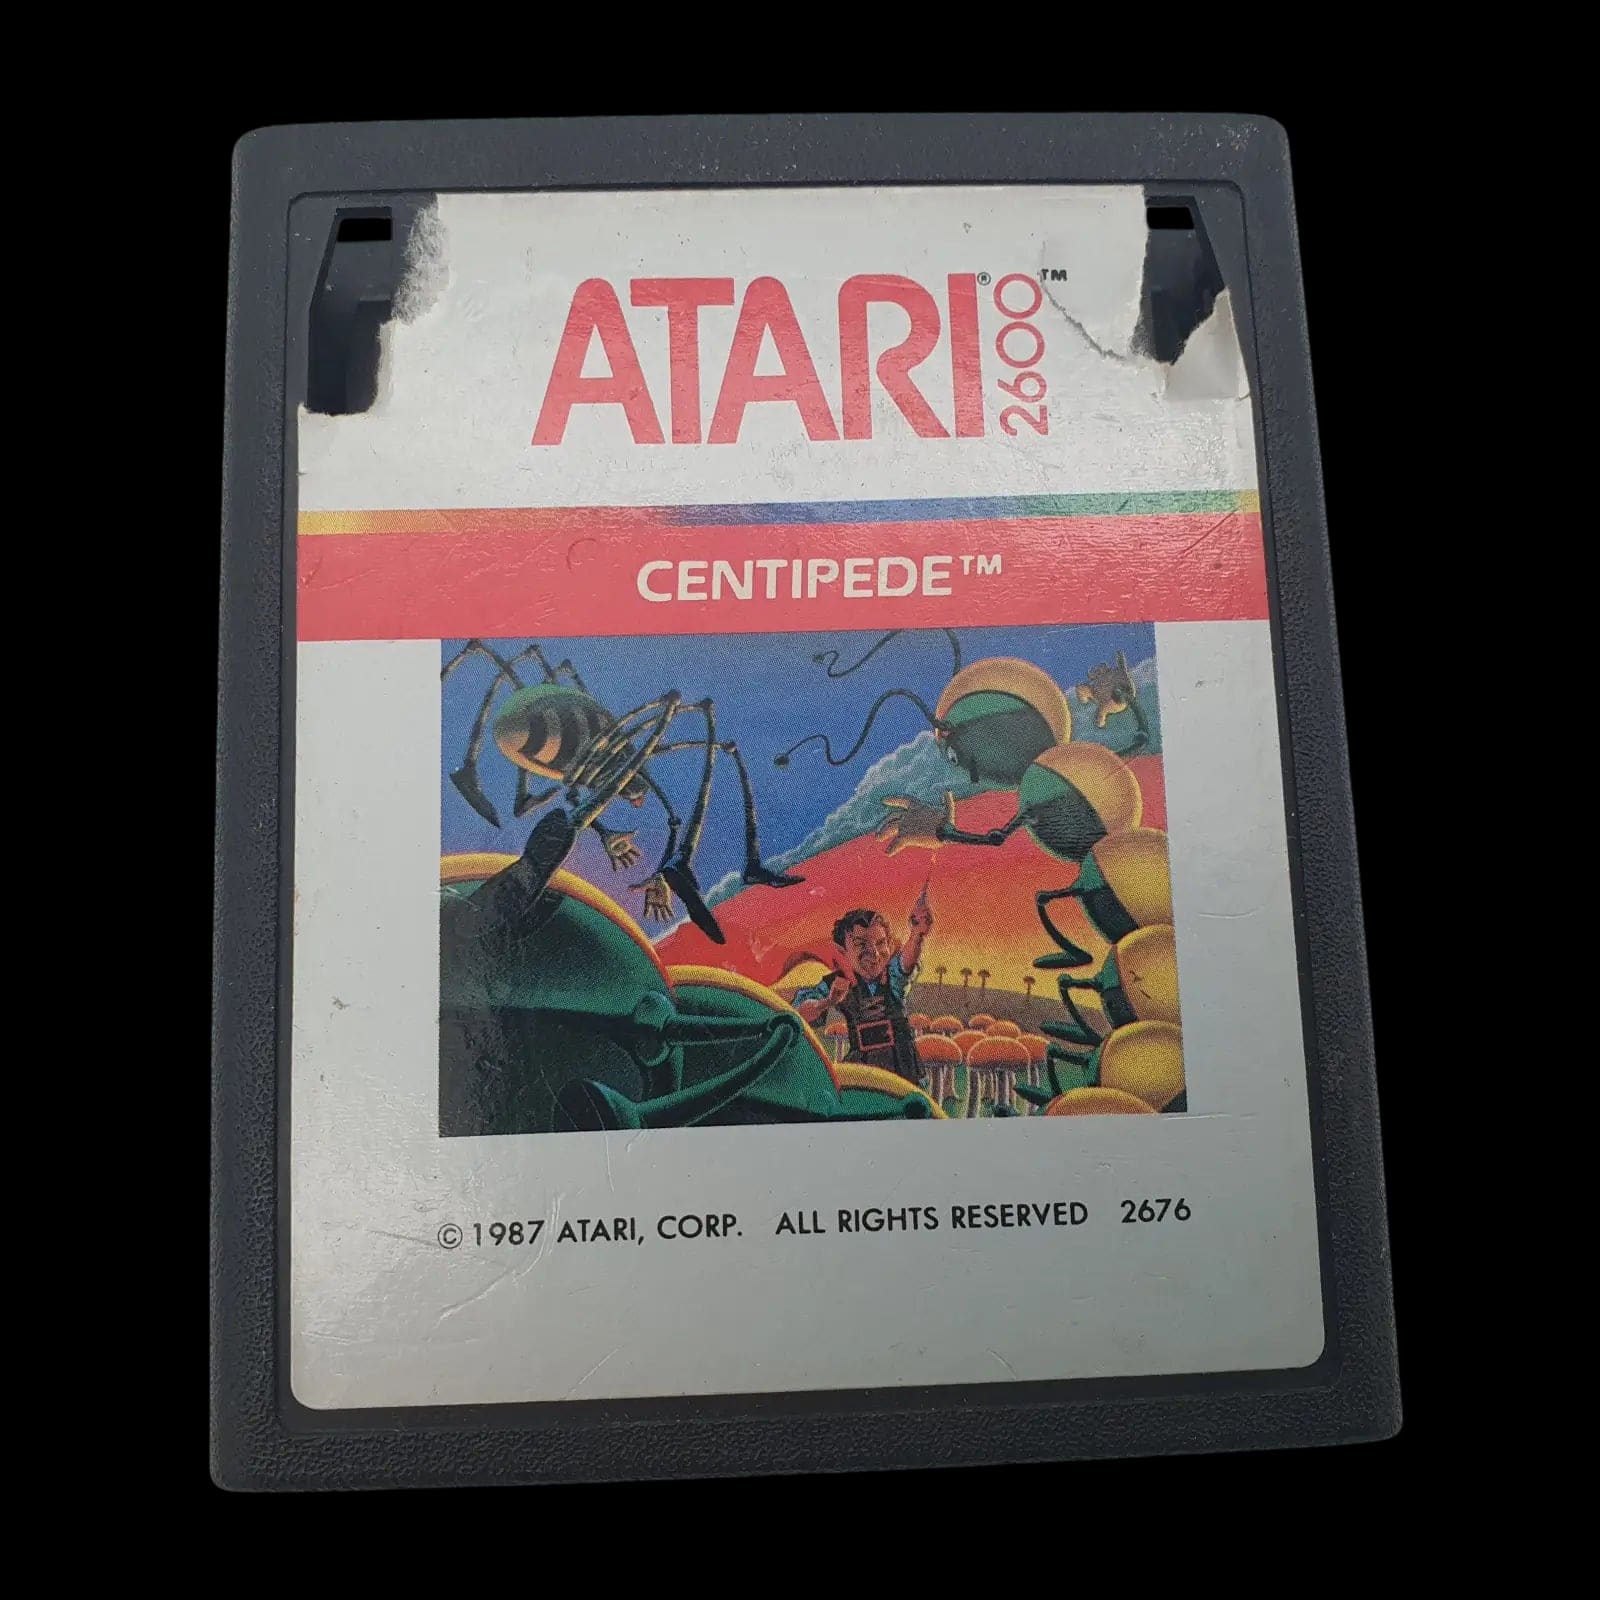 ATARI® 2600™
CENTIPEDE™
© 1987 ATARI, CORP. ALL RIGHTS RESERVED 2676